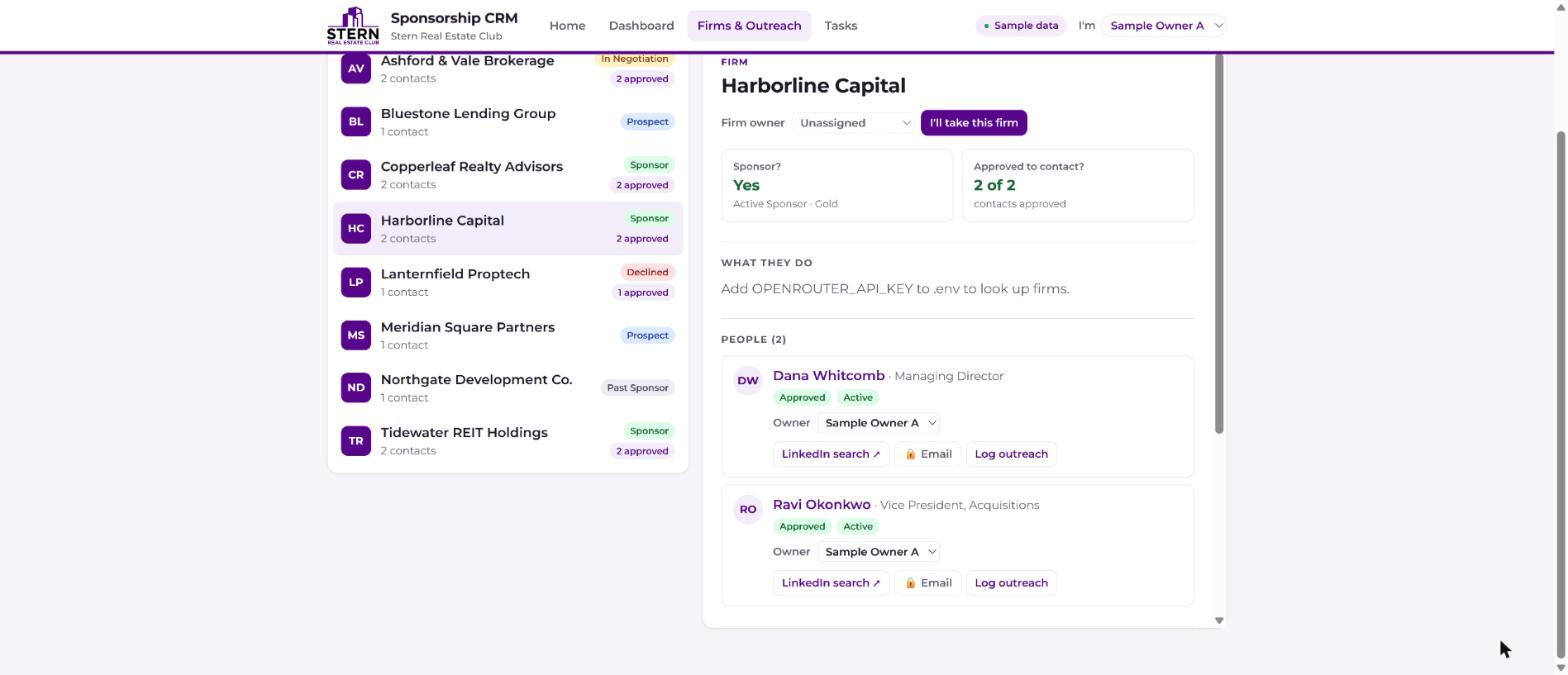 STERN
REAL ESTATE CLUB
Sponsorship CRM
Stern Real Estate Club
Home
Dashboard
Firms & Outreach
Tasks
Sample data
I'm
Sample Owner A
AV
Ashford & Vale Brokerage
In Negotiation
2 contacts
2 approved
BL
Bluestone Lending Group
Prospect
1 contact
CR
Copperleaf Realty Advisors
Sponsor
2 contacts
2 approved
HC
Harborline Capital
Sponsor
2 contacts
2 approved
LP
Lanternfield Proptech
Declined
1 contact
1 approved
MS
Meridian Square Partners
Prospect
1 contact
ND
Northgate Development Co.
Past Sponsor
1 contact
TR
Tidewater REIT Holdings
Sponsor
2 contacts
2 approved
FIRM
Harborline Capital
Firm owner Unassigned I'll take this firm
Sponsor?
Yes
Active Sponsor · Gold
Approved to contact?
2 of 2
contacts approved
WHAT THEY DO
Add OPENROUTER_API_KEY to .env to look up firms.
PEOPLE (2)
DW
Dana Whitcomb · Managing Director
Approved Active
Owner Sample Owner A
LinkedIn search ↗ 🔒 Email Log outreach
RO
Ravi Okonkwo · Vice President, Acquisitions
Approved Active
Owner Sample Owner A
LinkedIn search ↗ 🔒 Email Log outreach